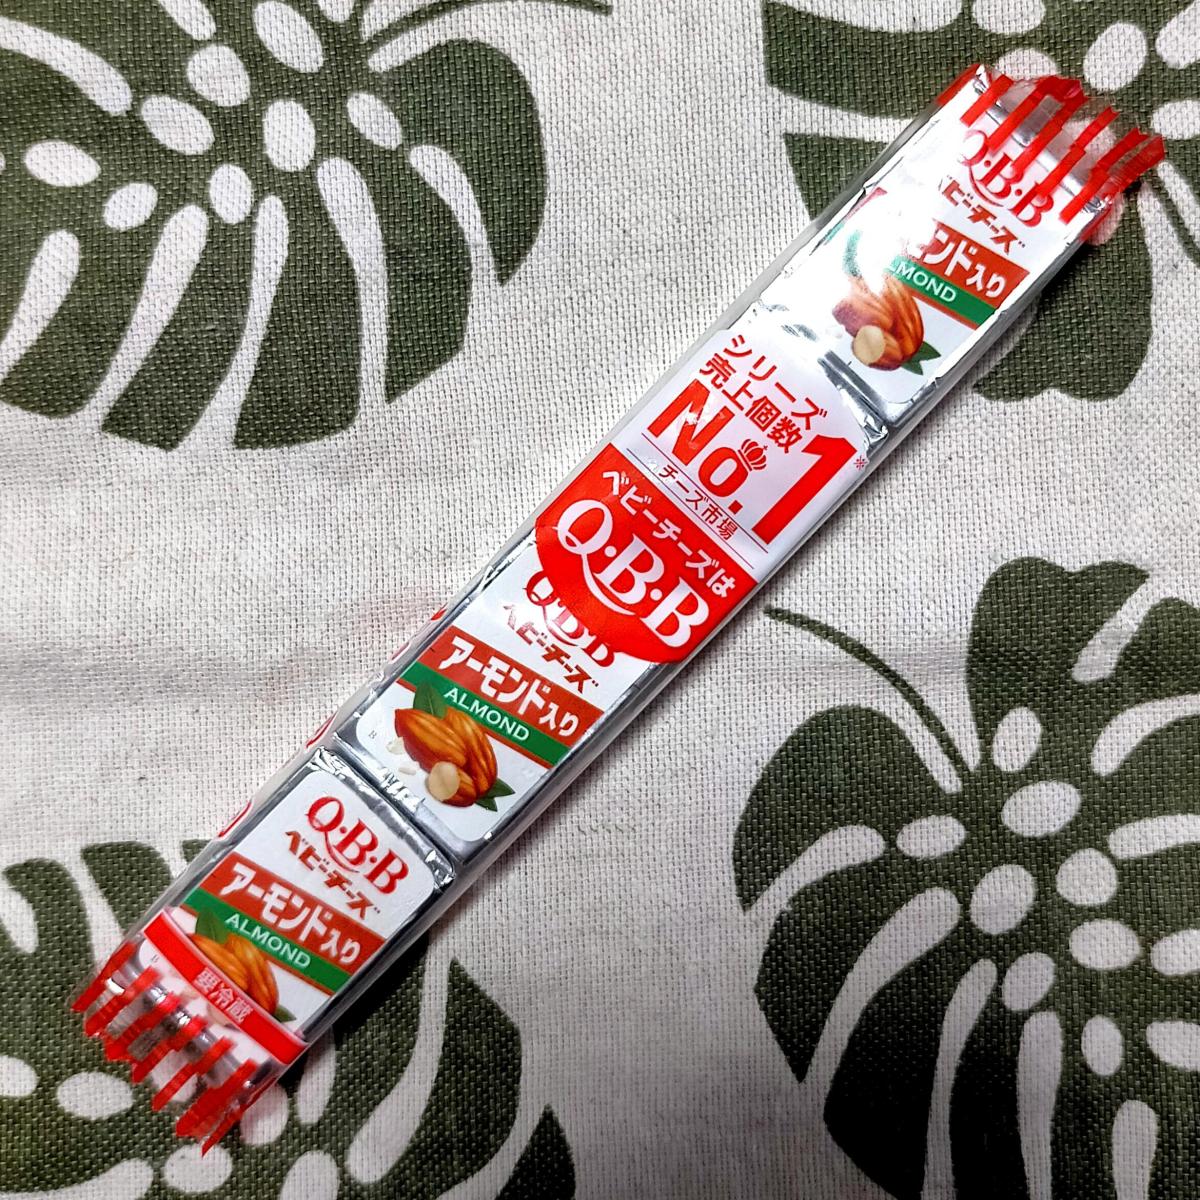 Q·B·B
ベビーチーズ
モンド入り
ALMOND
シリーズ
売上個数
No.1※
チーズ市場
ベビーチーズは
Q·B·B
Q·B·B
ベビーチーズ
アーモンド入り
ALMOND
Q·B·B
ベビーチーズ
アーモンド入り
ALMOND
要冷蔵